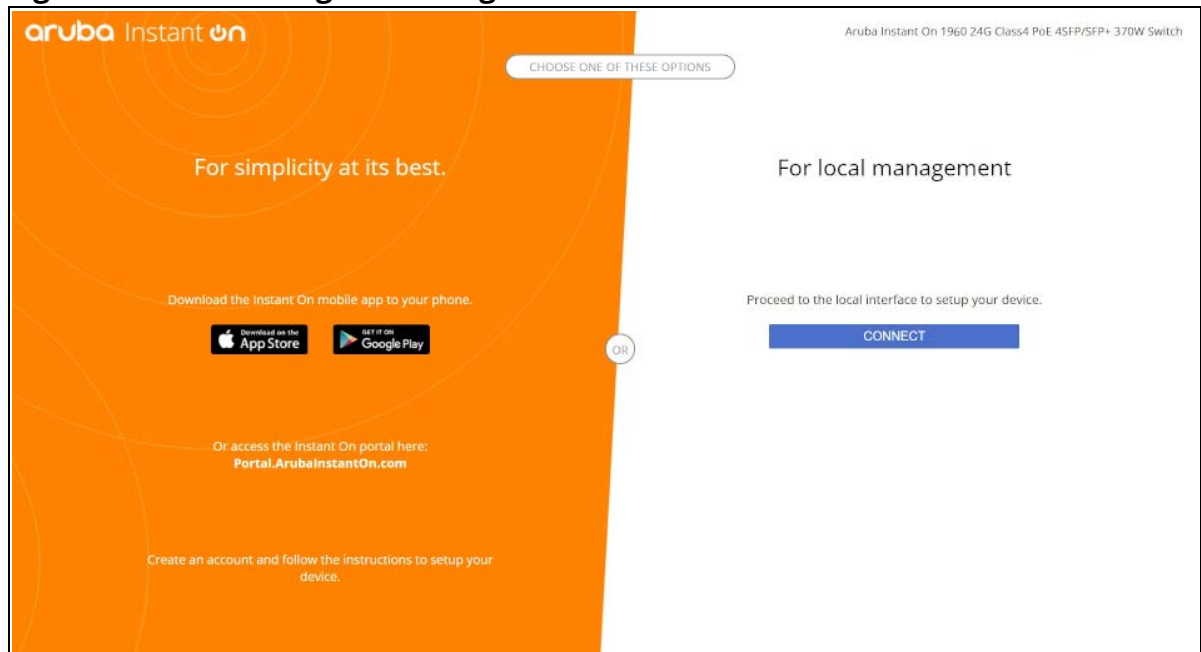 aruba Instant On
Aruba Instant On 1960 24G Class4 PoE 4SFP/SFP+ 370W Switch
CHOOSE ONE OF THESE OPTIONS
For simplicity at its best.
Download the Instant On mobile app to your phone.
Download on the
App Store
GET IT ON
Google Play
Or access the Instant On portal here:
Portal.ArubaInstantOn.com
Create an account and follow the instructions to setup your
device.
OR
For local management
Proceed to the local interface to setup your device.
CONNECT